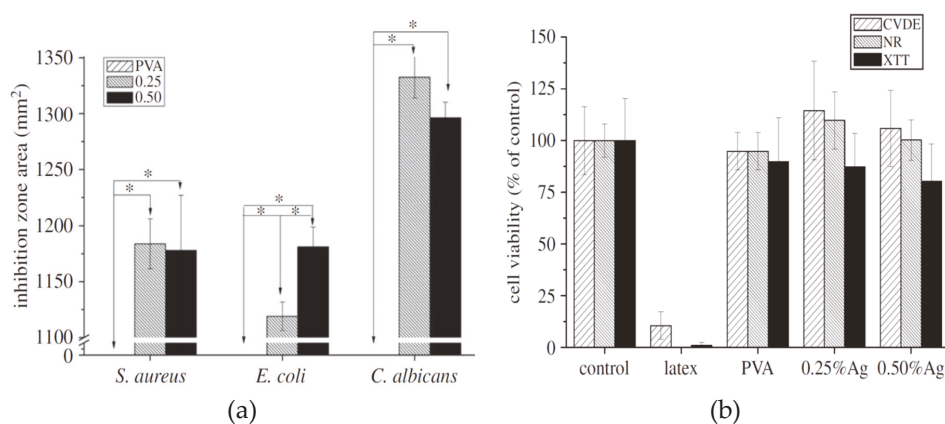 inhibition zone area (mm²)
1350
1300
1250
1200
1150
1100
0
PVA
0.25
0.50
*
*
*
*
*
*
*
S. aureus
E. coli
C. albicans
(a)
cell viability (% of control)
150
125
100
75
50
25
0
CVDE
NR
XTT
control
latex
PVA
0.25%Ag
0.50%Ag
(b)